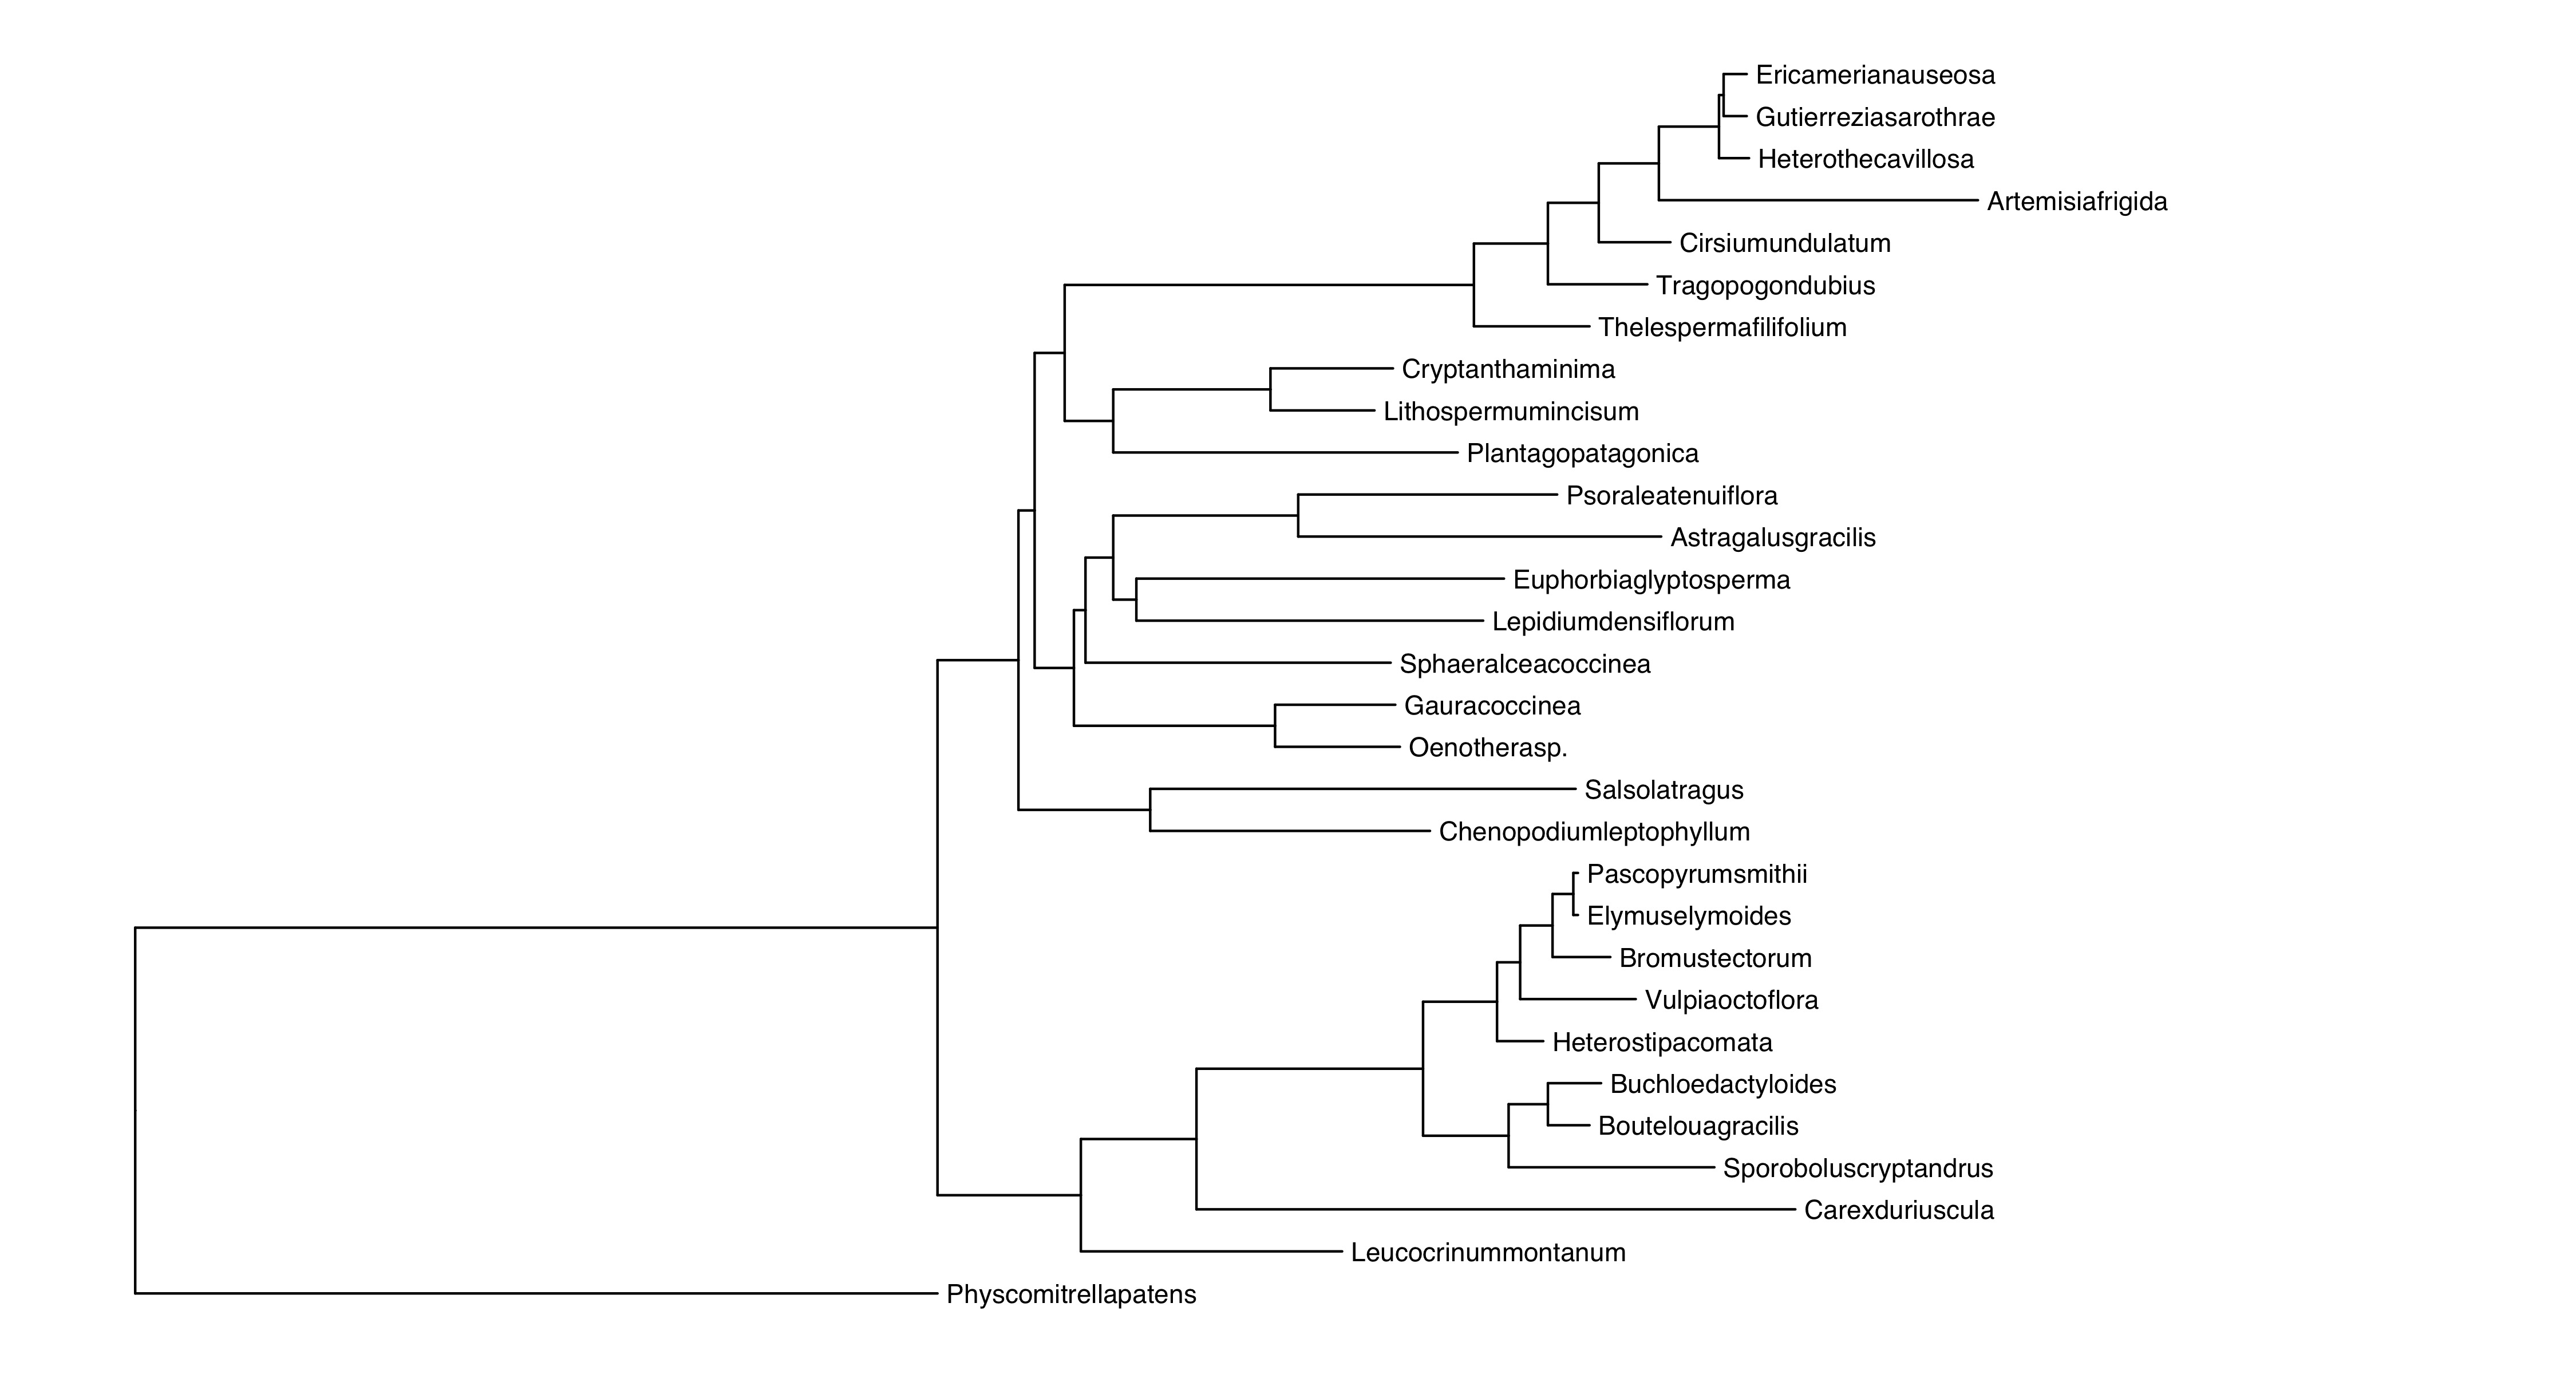 Ericamerianauseosa
Gutierreziasarothrae
Heterothecavillosa
Artemisiafrigida
Cirsiumundulatum
Tragopogondubius
Thelespermafilifolium
Cryptanthaminima
Lithospermumincisum
Plantagopatagonica
Psoraleatenuiflora
Astragalusgracilis
Euphorbiaglyptosperma
Lepidiumdensiflorum
Sphaeralceacoccinea
Gauracoccinea
Oenotherasp.
Salsolatragus
Chenopodiumleptophyllum
Pascopyrumsmithii
Elymuselymoides
Bromustectorum
Vulpiaoctoflora
Heterostipacomata
Buchloedactyloides
Boutelouagracilis
Sporoboluscryptandrus
Carexduriuscula
Leucocrinummontanum
Physcomitrellapatens